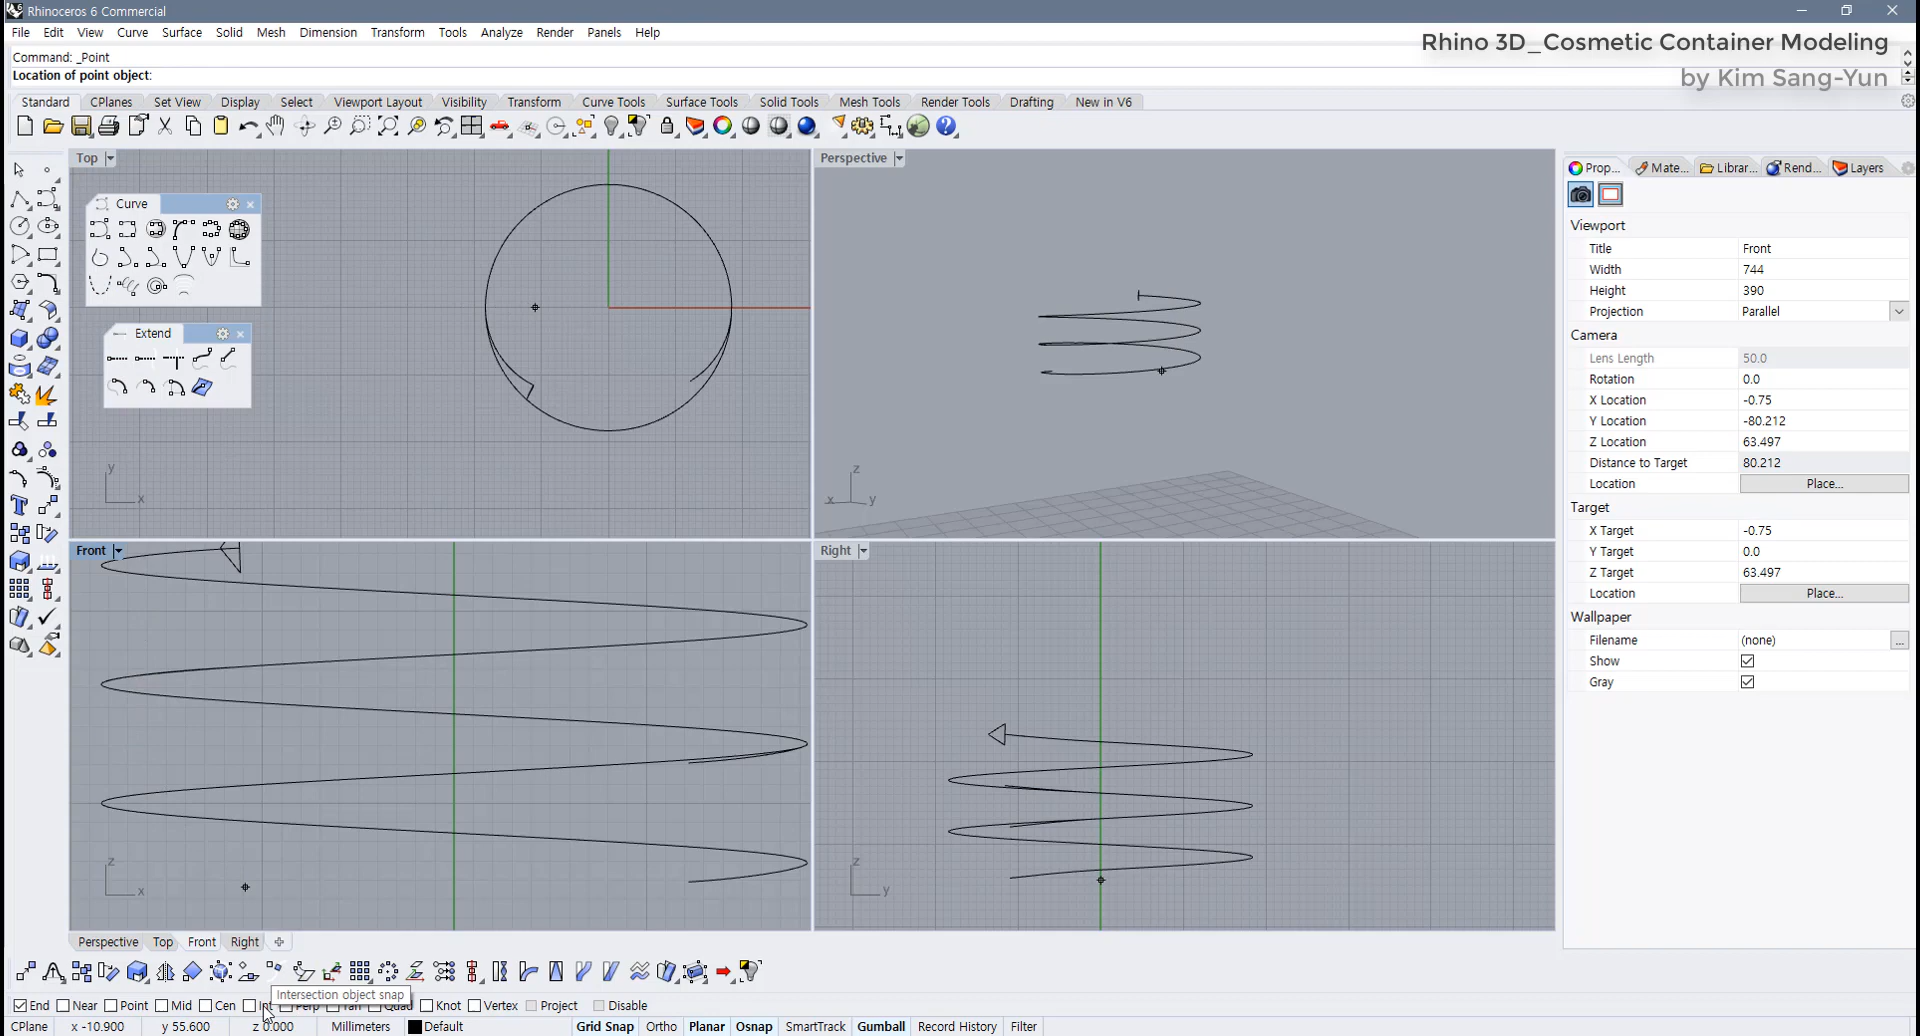 Rhinoceros 6 Commercial
File Edit View Curve Surface Solid Mesh Dimension Transform Tools Analyze Render Panels Help
Rhino 3D_Cosmetic Container Modeling
by Kim Sang-Yun
Command: _Point
Location of point object:
Standard CPlanes Set View Display Select Viewport Layout Visibility Transform Curve Tools Surface Tools Solid Tools Mesh Tools Render Tools Drafting New in V6
Top
Perspective
Prop... Mate... Librar... Rend... Layers
Curve
Extend
Viewport
Title Front
Width 744
Height 390
Projection Parallel
Camera
Lens Length 50.0
Rotation 0.0
X Location -0.75
Y Location -80.212
Z Location 63.497
Distance to Target 80.212
Location Place...
Target
X Target -0.75
Y Target 0.0
Z Target 63.497
Location Place...
Wallpaper
Filename (none) ...
Show
Gray
y
x
z
x
y
Front
Right
z
x
z
y
Perspective Top Front Right
Intersection object snap
End Near Point Mid Cen Quad Knot Vertex Project Disable
CPlane x -10.900 y 55.600 z 0.000 Millimeters Default Grid Snap Ortho Planar Osnap SmartTrack Gumball Record History Filter